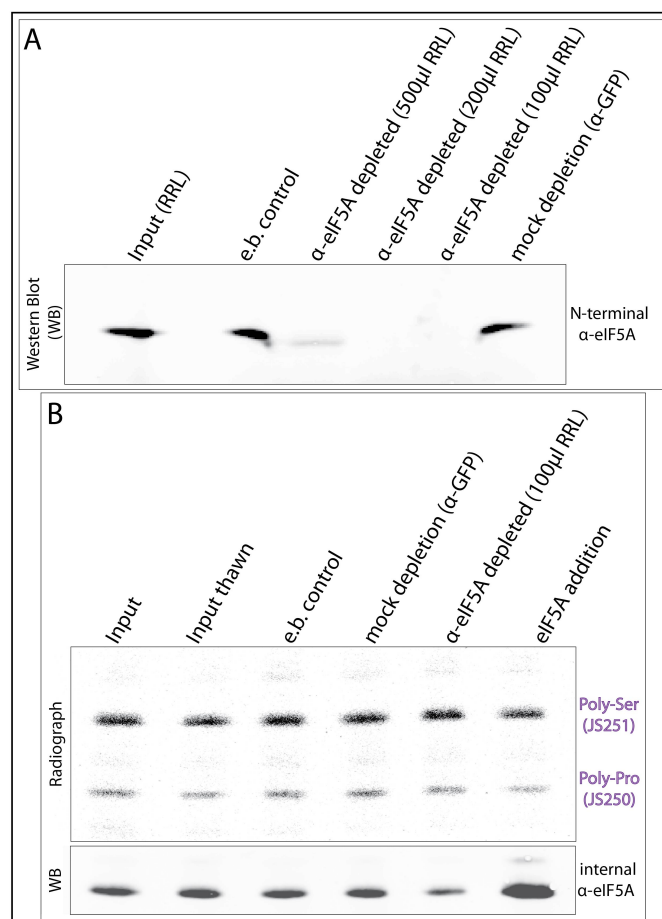 A
Input (RRL)
e.b. control
α-eIF5A depleted (500µl RRL)
α-eIF5A depleted (200µl RRL)
α-eIF5A depleted (100µl RRL)
mock depletion (α-GFP)
Western Blot
(WB)
N-terminal
α-eIF5A
B
Input
Input thawn
e.b. control
mock depletion (α-GFP)
α-eIF5A depleted (100µl RRL)
eIF5A addition
Radiograph
Poly-Ser
(JS251)
Poly-Pro
(JS250)
WB
internal
α-eIF5A